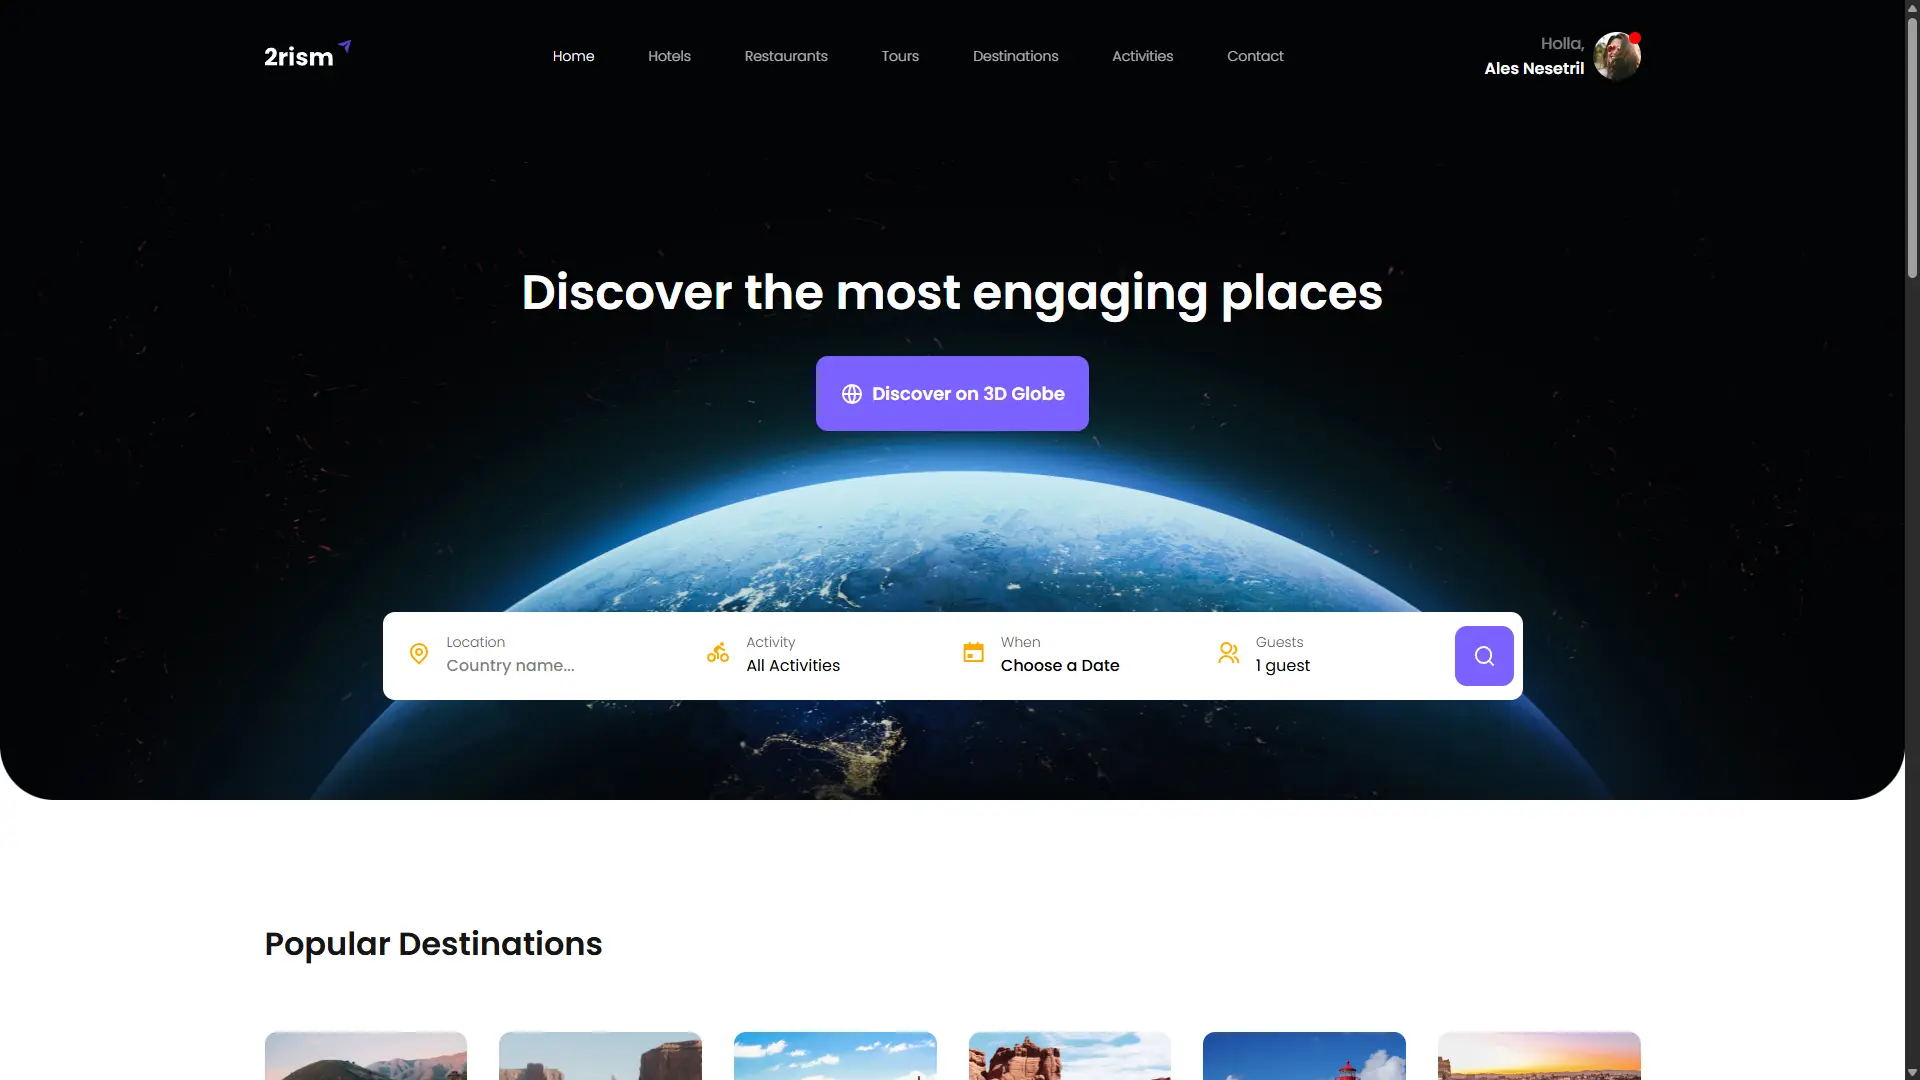 2rism
Home
Hotels
Restaurants
Tours
Destinations
Activities
Contact
Holla,
Ales Nesetril
Discover the most engaging places
Discover on 3D Globe
Location
Country name...
Activity
All Activities
When
Choose a Date
Guests
1 guest
Popular Destinations